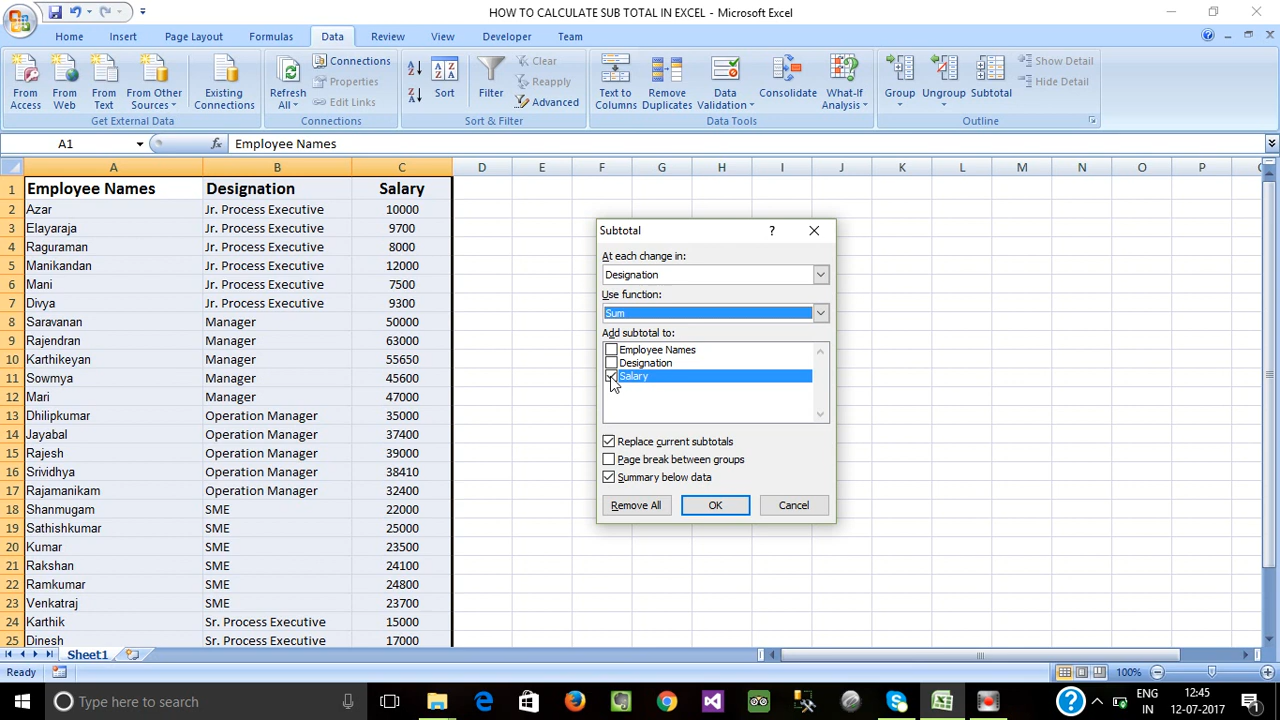 HOW TO CALCULATE SUB TOTAL IN EXCEL - Microsoft Excel
Home Insert Page Layout Formulas Data Review View Developer Team
From Access
From Web
From Text
From Other Sources
Existing Connections
Get External Data
Refresh All
Connections
Properties
Edit Links
Connections
Sort
Filter
Clear
Reapply
Advanced
Sort & Filter
Text to Columns
Remove Duplicates
Data Validation
Consolidate
What-If Analysis
Data Tools
Group
Ungroup
Subtotal
Show Detail
Hide Detail
Outline
A1 fx Employee Names
A B C D E F G H I J K L M N O P
1 Employee Names Designation Salary
2 Azar Jr. Process Executive 10000
3 Elayaraja Jr. Process Executive 9700
4 Raguraman Jr. Process Executive 8000
5 Manikandan Jr. Process Executive 12000
6 Mani Jr. Process Executive 7500
7 Divya Jr. Process Executive 9300
8 Saravanan Manager 50000
9 Rajendran Manager 63000
10 Karthikeyan Manager 55650
11 Sowmya Manager 45600
12 Mari Manager 47000
13 Dhilipkumar Operation Manager 35000
14 Jayabal Operation Manager 37400
15 Rajesh Operation Manager 39000
16 Srividhya Operation Manager 38410
17 Rajamanikam Operation Manager 32400
18 Shanmugam SME 22000
19 Sathishkumar SME 25000
20 Kumar SME 23500
21 Rakshan SME 24100
22 Ramkumar SME 24800
23 Venkatraj SME 23700
24 Karthik Sr. Process Executive 15000
25 Dinesh Sr. Process Executive 17000
Subtotal ?
At each change in:
Designation
Use function:
Sum
Add subtotal to:
Employee Names
Designation
Salary
Replace current subtotals
Page break between groups
Summary below data
Remove All OK Cancel
Sheet1
Ready 100%
Type here to search
ENG
IN
12:45
12-07-2017